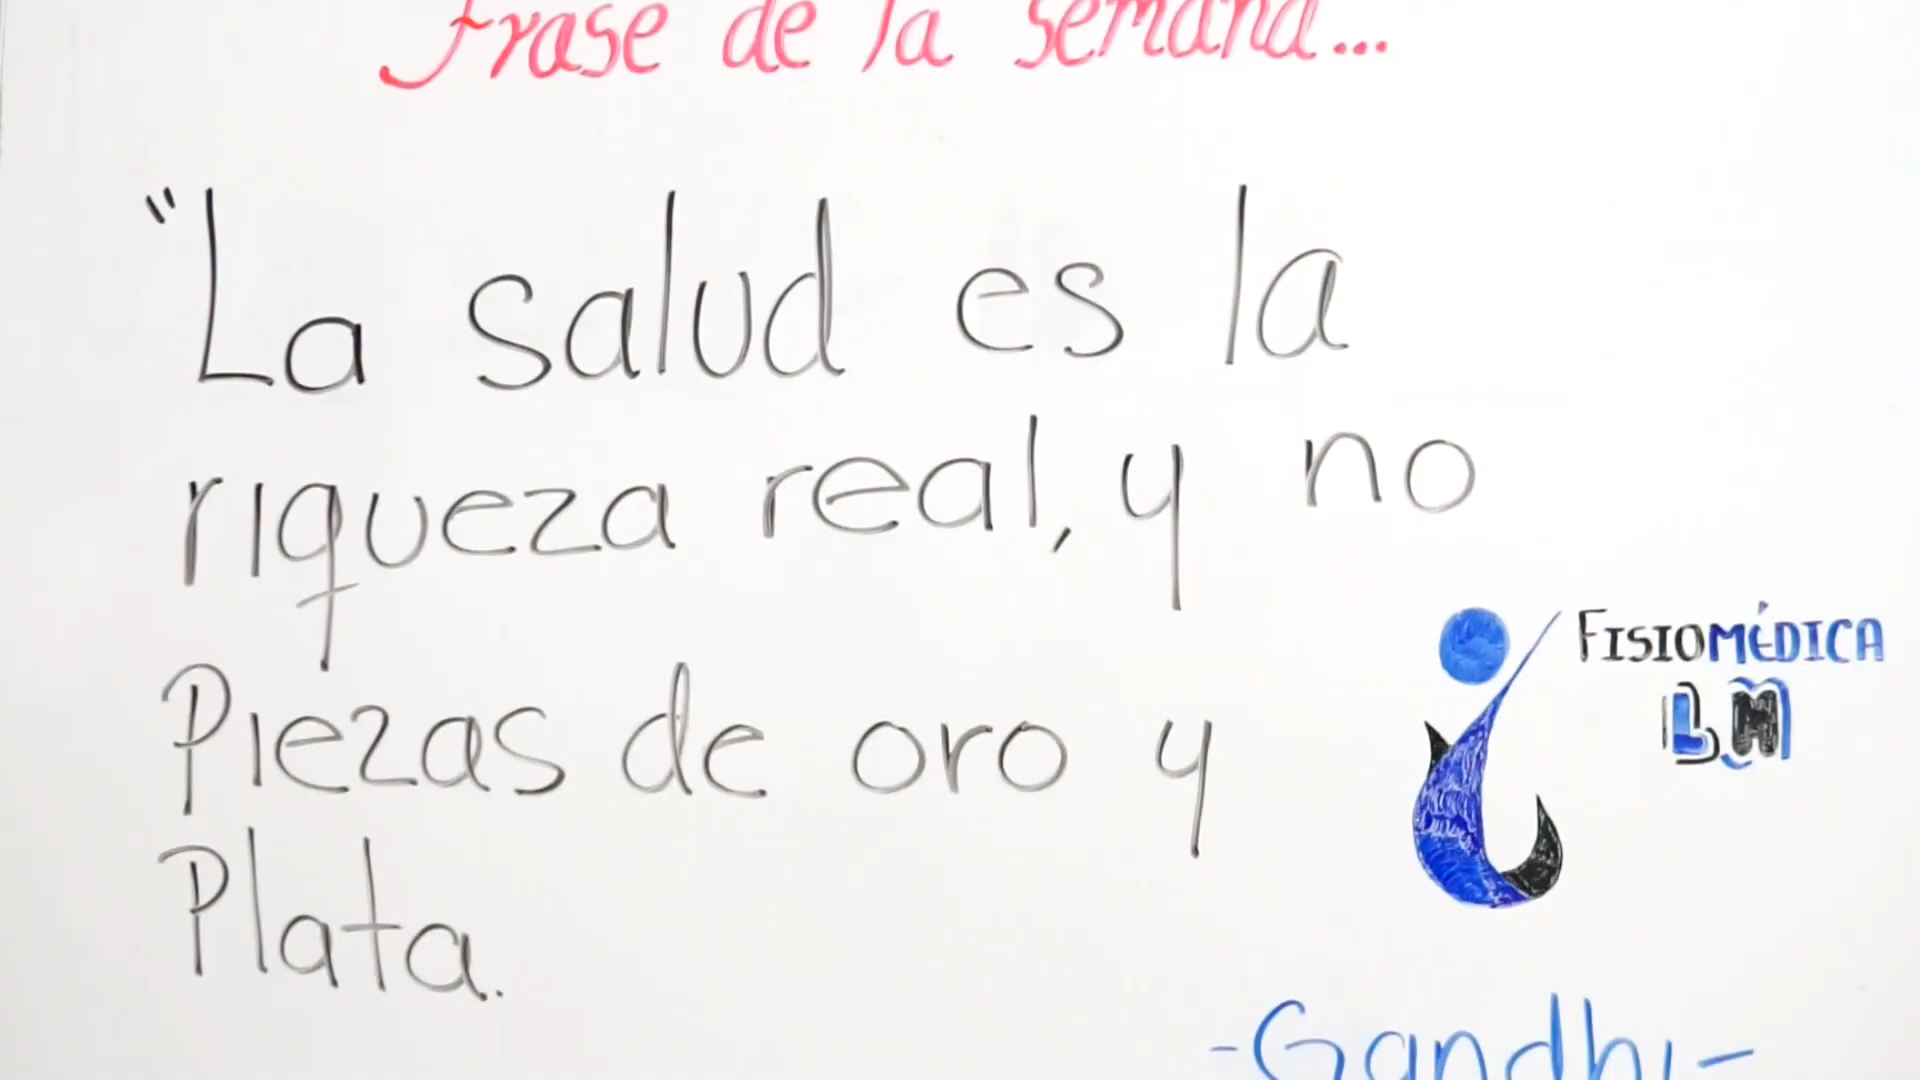 Frase de la semana...
"La salud es la
riqueza real, y no
Piezas de oro y
Plata.
FISIOMÉDICA
LM
-Gandhi-